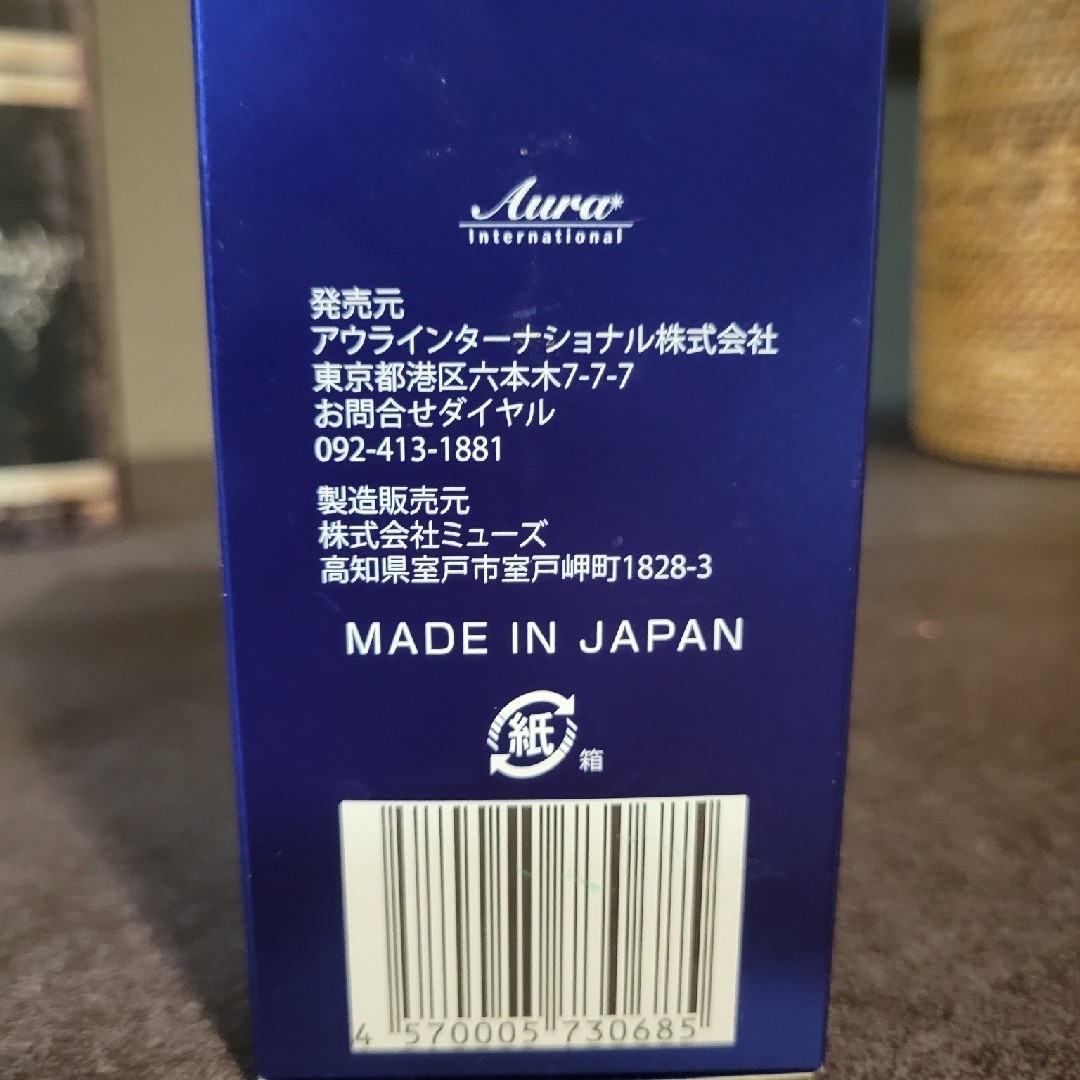 Aura*
International
発売元
アウラインターナショナル株式会社
東京都港区六本木7-7-7
お問合せダイヤル
092-413-1881
製造販売元
株式会社ミューズ
高知県室戸市室戸岬町1828-3
MADE IN JAPAN
紙 箱
4 570005 730685